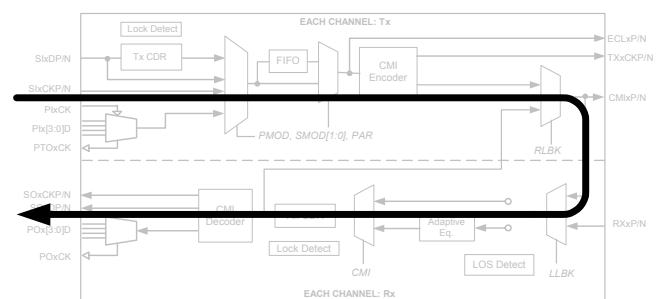 EACH CHANNEL: Tx
Lock Detect
ECLxP/N
SIxDP/N
Tx CDR
FIFO
CMI
Encoder
TXxCKP/N
SIxCKP/N
CMIxP/N
PIxCK
PIx[3:0]D
PTOxCK
PMOD, SMOD[1:0], PAR
RLBK
SOxCKP/N
CMI
Decoder
RXxP/N
POx[3:0]D
Adaptive
Eq.
Lock Detect
POxCK
CMI
LOS Detect
LLBK
EACH CHANNEL: Rx